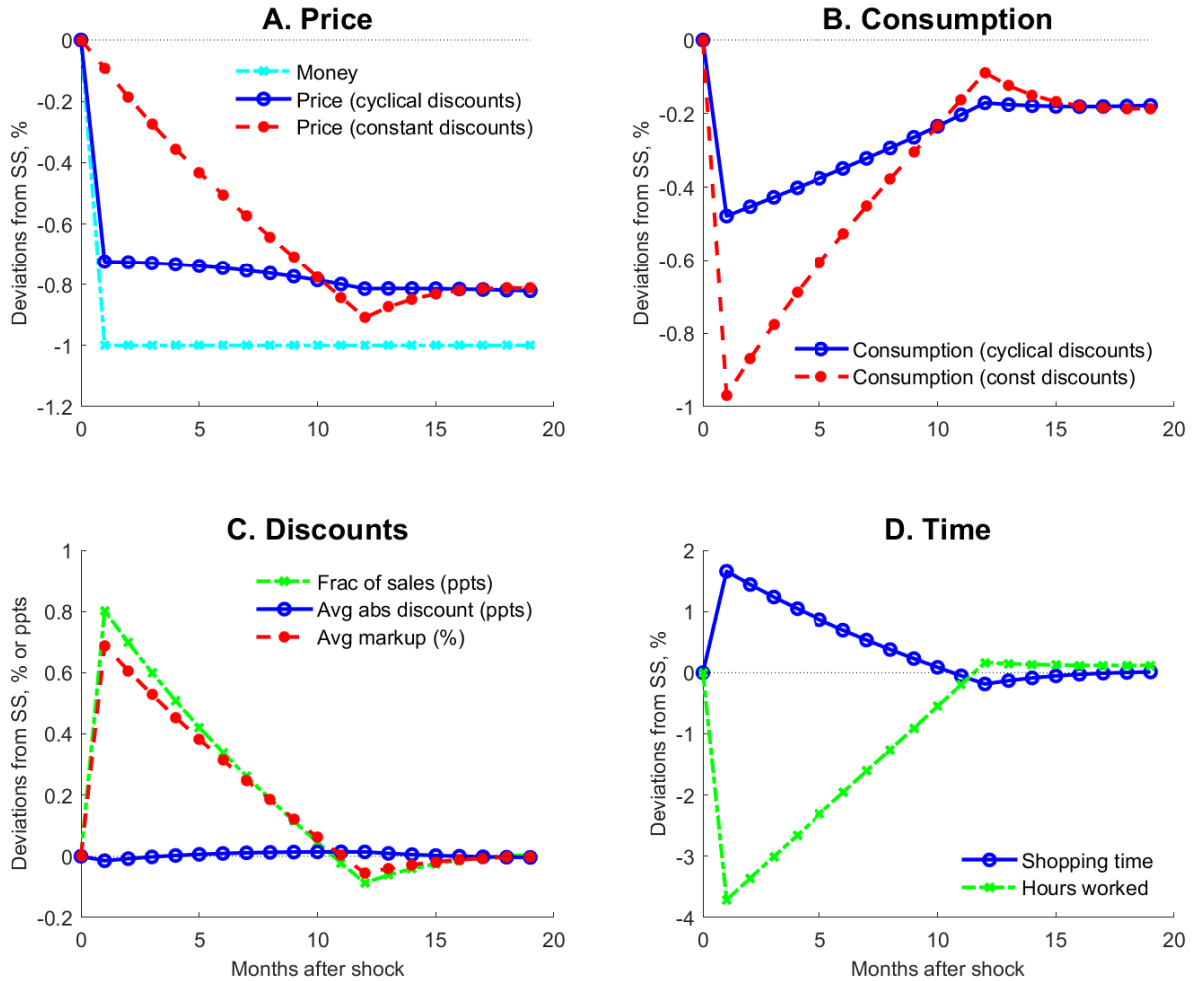 A. Price
0
-0.2
-0.4
-0.6
-0.8
-1
-1.2
Deviations from SS, %
Money
Price (cyclical discounts)
Price (constant discounts)
0
5
10
15
20
B. Consumption
0
-0.2
-0.4
-0.6
-0.8
-1
Deviations from SS, %
Consumption (cyclical discounts)
Consumption (const discounts)
0
5
10
15
20
C. Discounts
1
0.8
0.6
0.4
0.2
0
-0.2
Deviations from SS, % or ppts
Frac of sales (ppts)
Avg abs discount (ppts)
Avg markup (%)
0
5
10
15
20
Months after shock
D. Time
2
1
0
-1
-2
-3
-4
Deviations from SS, %
Shopping time
Hours worked
0
5
10
15
20
Months after shock